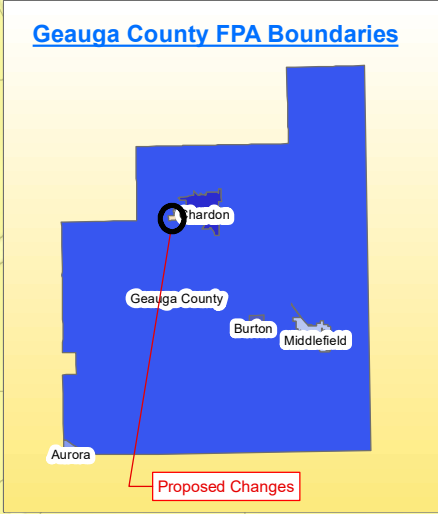 Geauga County FPA Boundaries
Chardon
Geauga County
Burton
Middlefield
Aurora
Proposed Changes